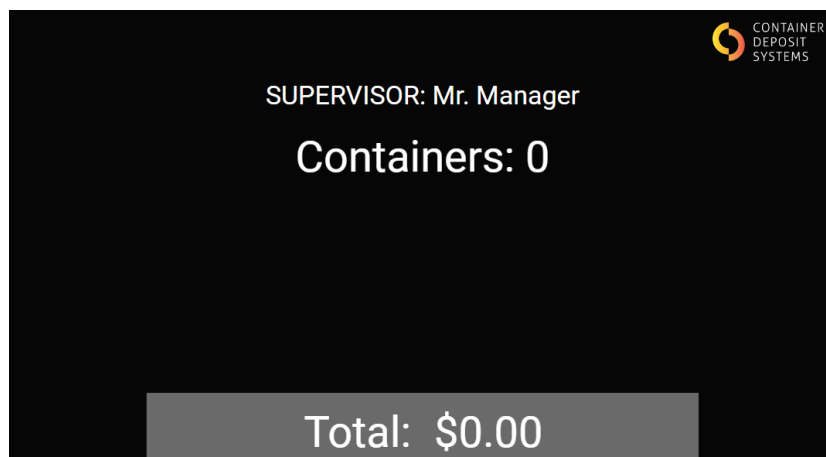 CONTAINER
DEPOSIT
SYSTEMS
SUPERVISOR: Mr. Manager
Containers: 0
Total: $0.00